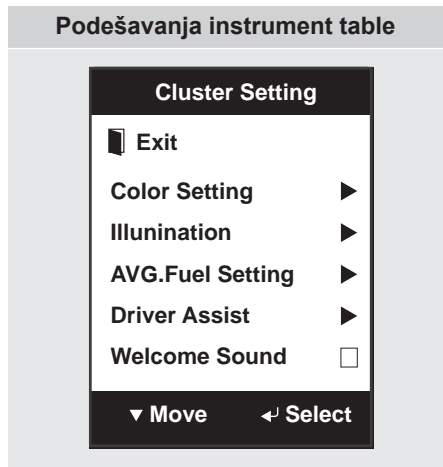 Podešavanja instrument table
Cluster Setting
Exit
Color Setting ▶
Illunination ▶
AVG.Fuel Setting ▶
Driver Assist ▶
Welcome Sound □
▼ Move ↵ Select